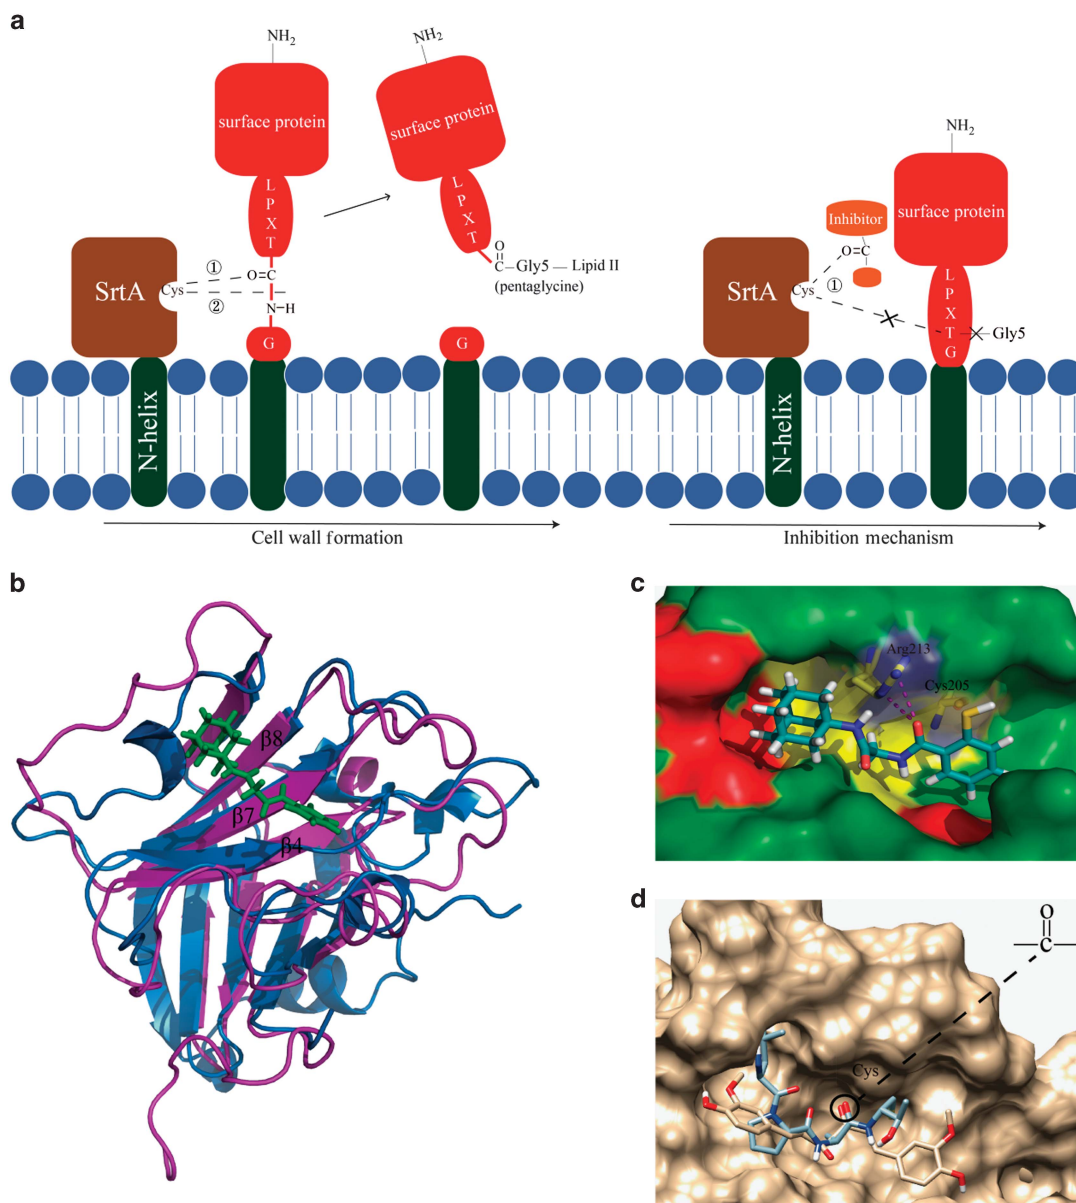 a
NH₂
surface protein
L
P
X
T
①
O=C
②
N–H
G
SrtA
Cys
N-helix
NH₂
surface protein
L
P
X
T
O
C–Gly5 — Lipid II
(pentaglycine)
G
Cell wall formation
NH₂
surface protein
Inhibitor
O=C
①
SrtA
Cys
L
P
X
T
G
Gly5
N-helix
Inhibition mechanism
b
β8
β7
β4
c
Arg213
Cys205
d
O
C
Cys